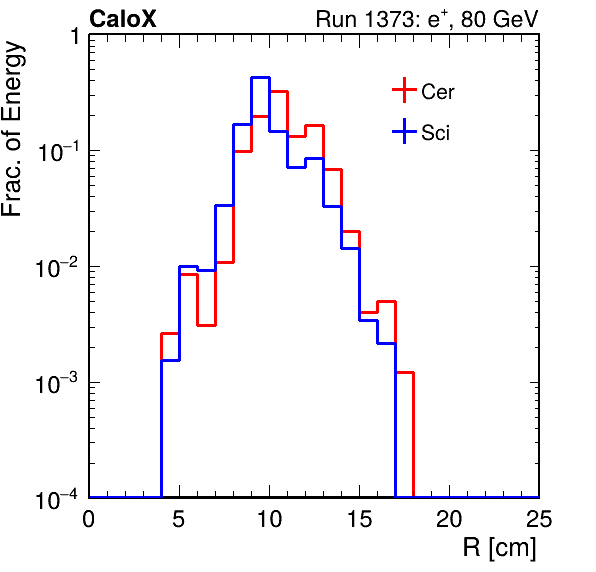 CaloX Run 1373: e⁺, 80 GeV
Frac. of Energy
1
10⁻¹
10⁻²
10⁻³
10⁻⁴
Cer
Sci
0 5 10 15 20 25
R [cm]